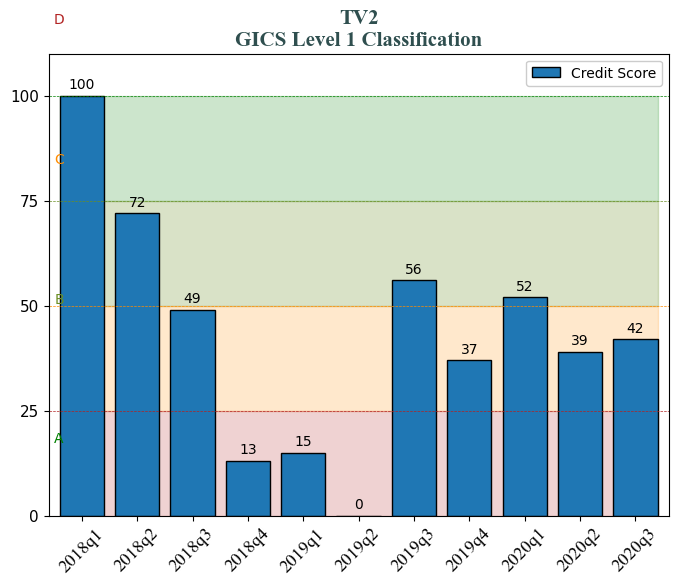 D
TV2
GICS Level 1 Classification
Credit Score
100
100
C
75
72
B
50
49
56
52
37
39
42
25
A
13
15
0
0
2018q1
2018q2
2018q3
2018q4
2019q1
2019q2
2019q3
2019q4
2020q1
2020q2
2020q3